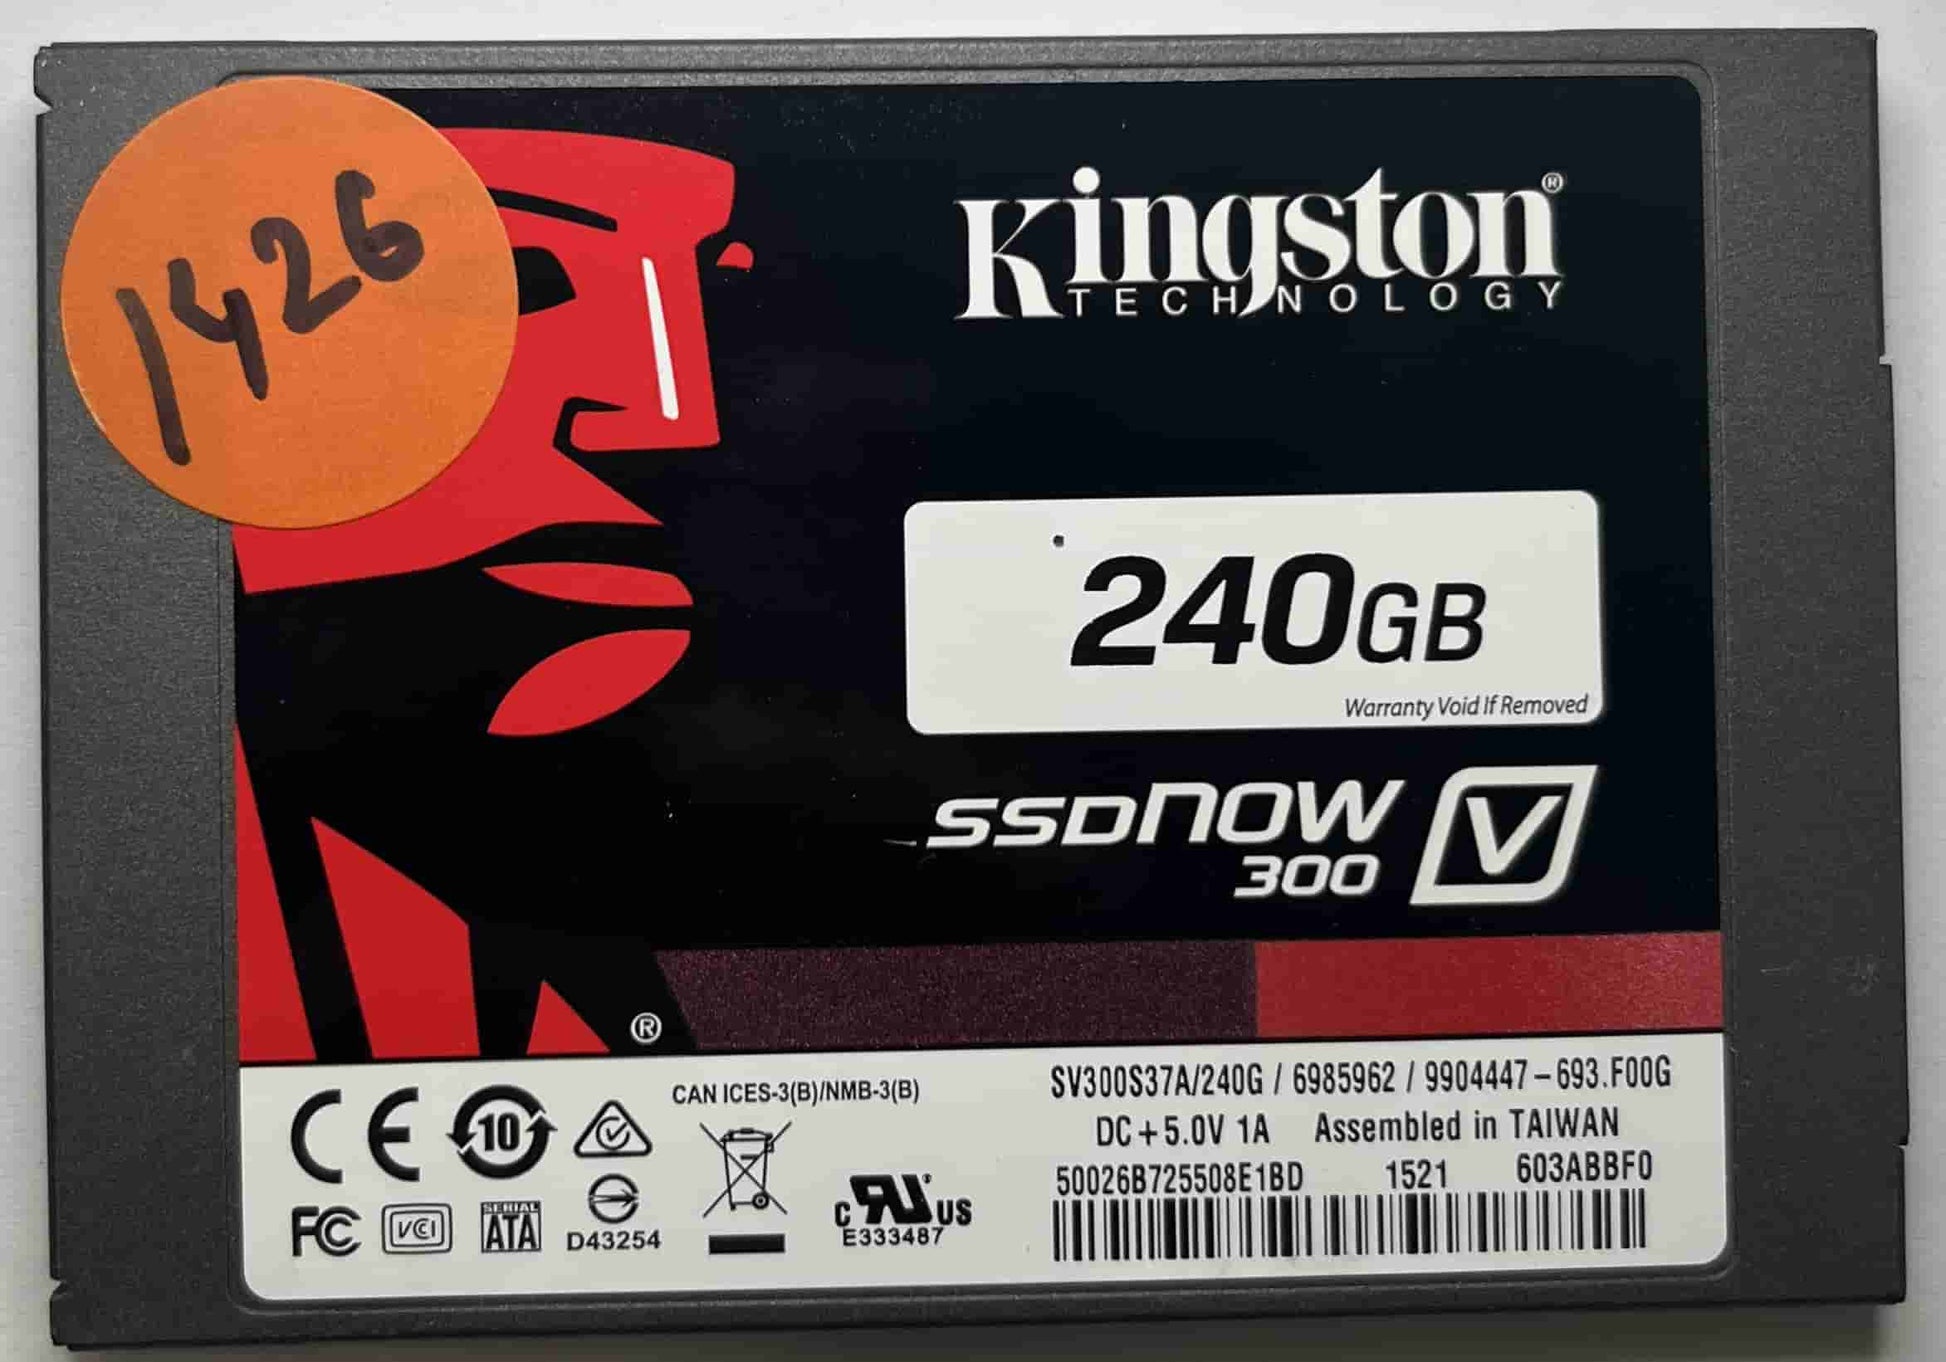 1426
Kingston®
TECHNOLOGY
240GB
Warranty Void If Removed
SSDNOW
300 V
®
CAN ICES-3(B)/NMB-3(B)
SV300S37A/240G / 6985962 / 9904447-693.F00G
DC+5.0V 1A Assembled in TAIWAN
50026B725508E1BD 1521 603ABBF0
CE 10
FC VCI SERIAL ATA D43254
c RU US
E333487